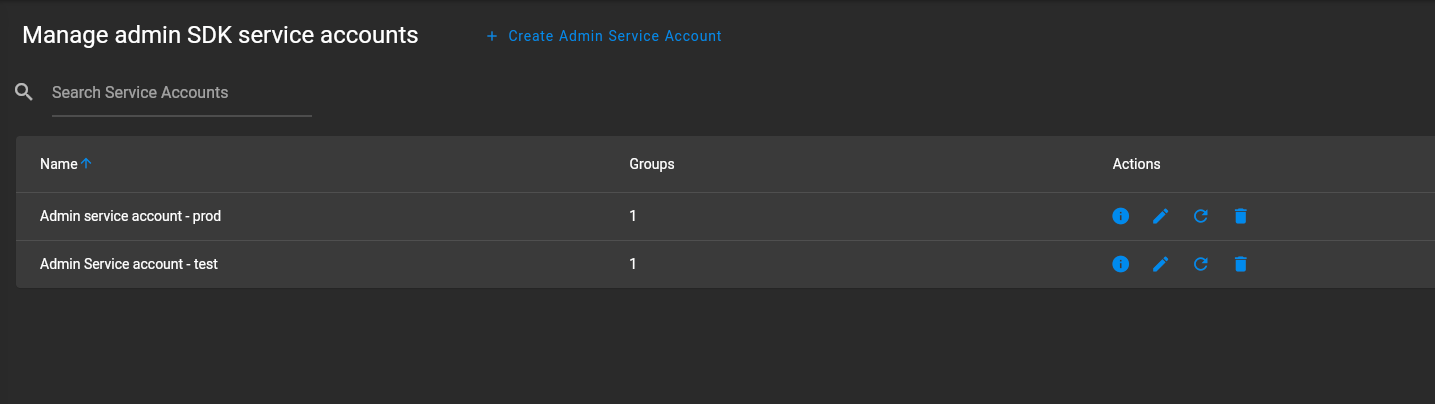 Manage admin SDK service accounts
+ Create Admin Service Account
Search Service Accounts
Name Groups Actions
Admin service account - prod 1
Admin Service account - test 1